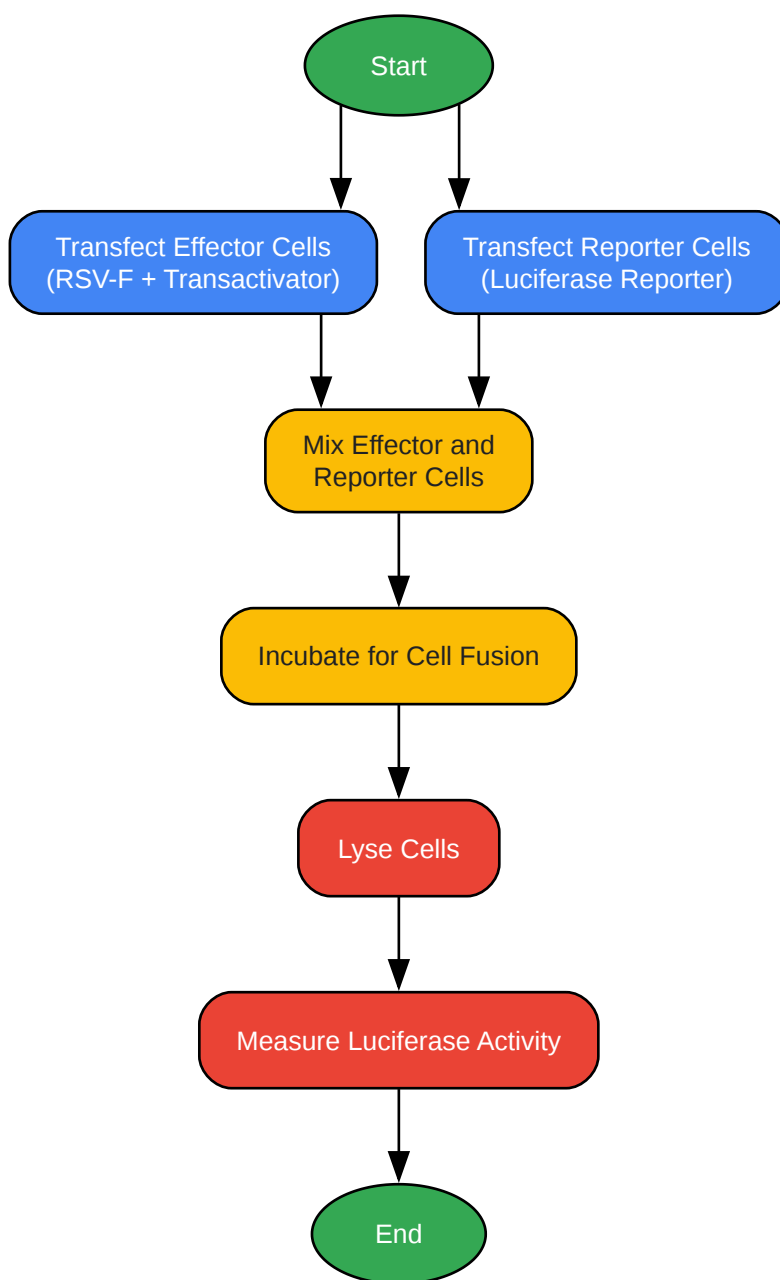 Start
Transfect Effector Cells
(RSV-F + Transactivator)
Transfect Reporter Cells
(Luciferase Reporter)
Mix Effector and
Reporter Cells
Incubate for Cell Fusion
Lyse Cells
Measure Luciferase Activity
End